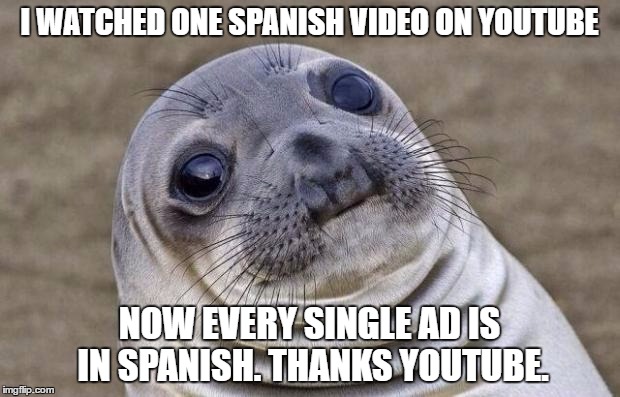 I WATCHED ONE SPANISH VIDEO ON YOUTUBE
NOW EVERY SINGLE AD IS
IN SPANISH. THANKS YOUTUBE.
imgflip.com